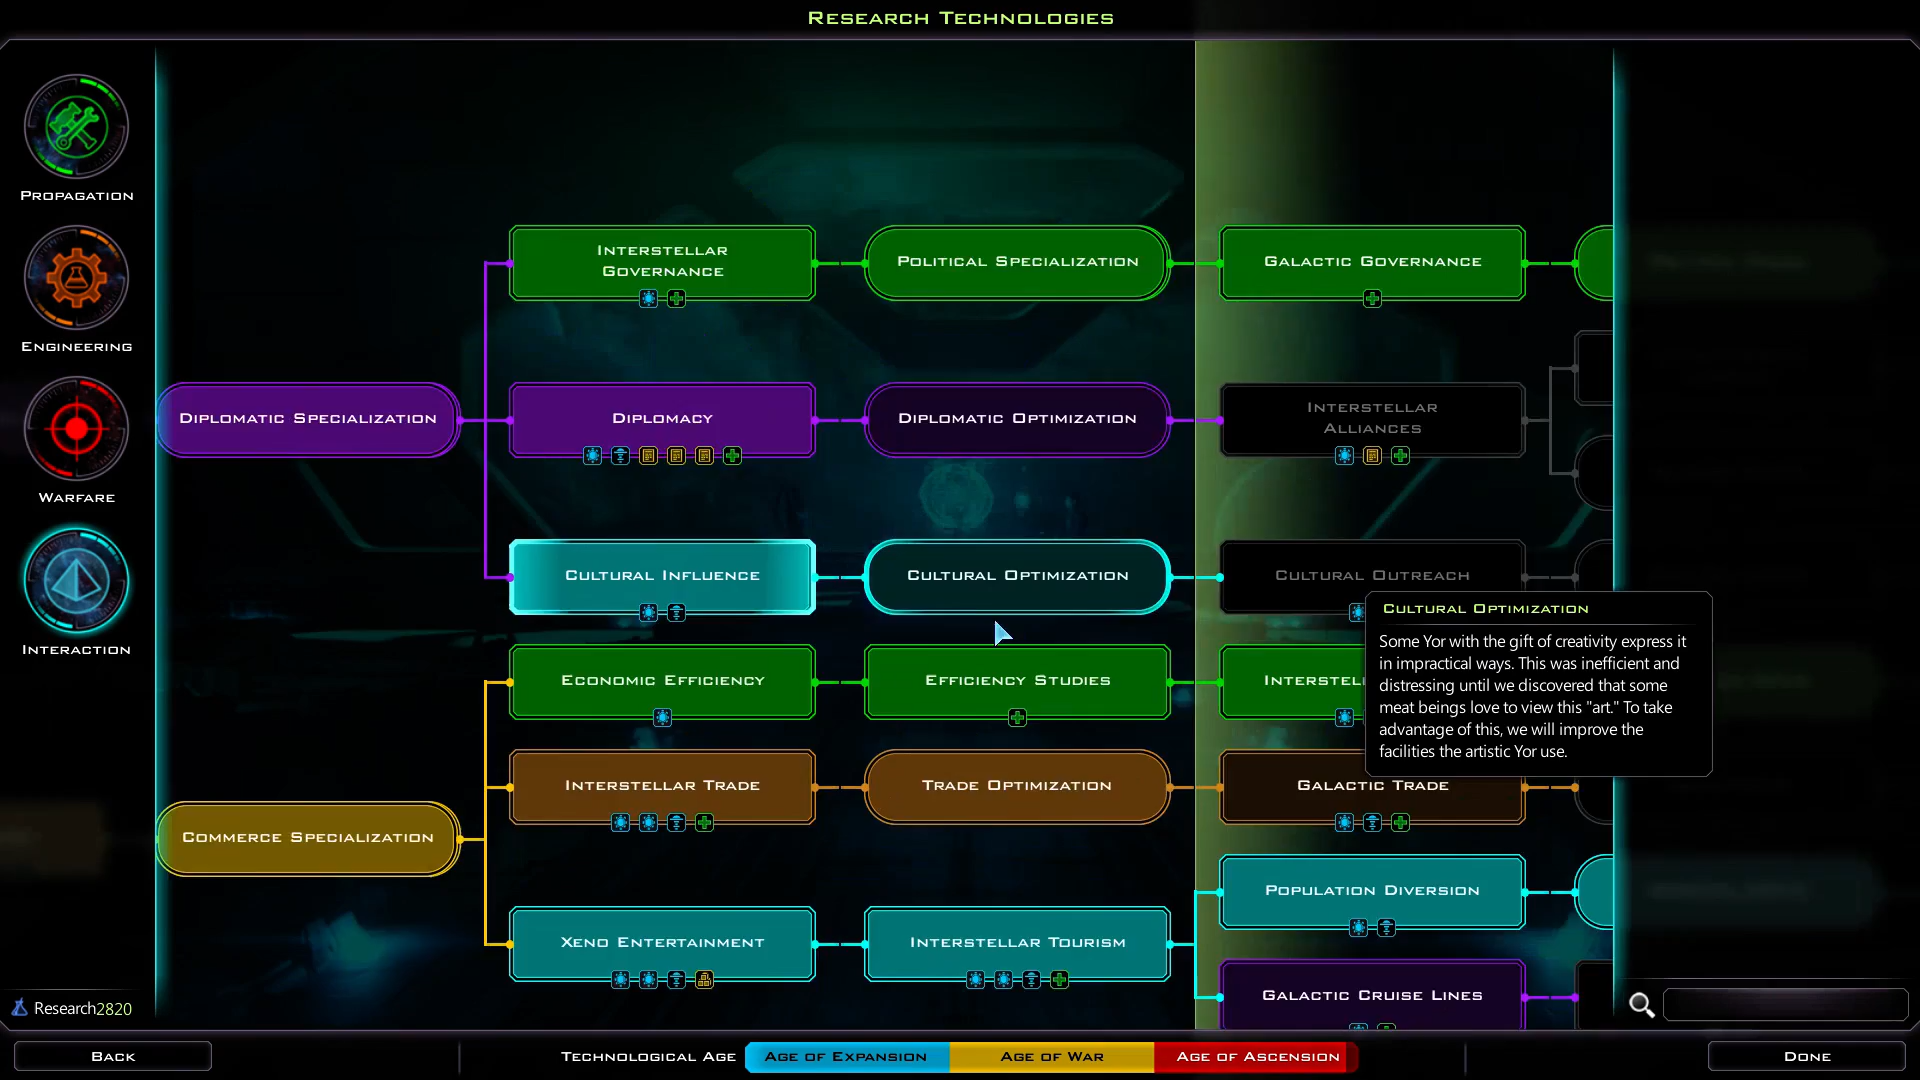 Research Technologies
Propagation
Engineering
Warfare
Interaction
Interstellar
Governance
Political Specialization
Galactic Governance
Diplomatic Specialization
Diplomacy
Diplomatic Optimization
Interstellar
Alliances
Cultural Influence
Cultural Optimization
Cultural Outreach
Cultural Optimization
Some Yor with the gift of creativity express it
in impractical ways. This was inefficient and
distressing until we discovered that some
meat beings love to view this "art." To take
advantage of this, we will improve the
facilities the artistic Yor use.
Economic Efficiency
Efficiency Studies
Interstellar Trade
Trade Optimization
Galactic Trade
Commerce Specialization
Population Diversion
Xeno Entertainment
Interstellar Tourism
Galactic Cruise Lines
Research2820
Back
Technological Age
Age of Expansion
Age of War
Age of Ascension
Done